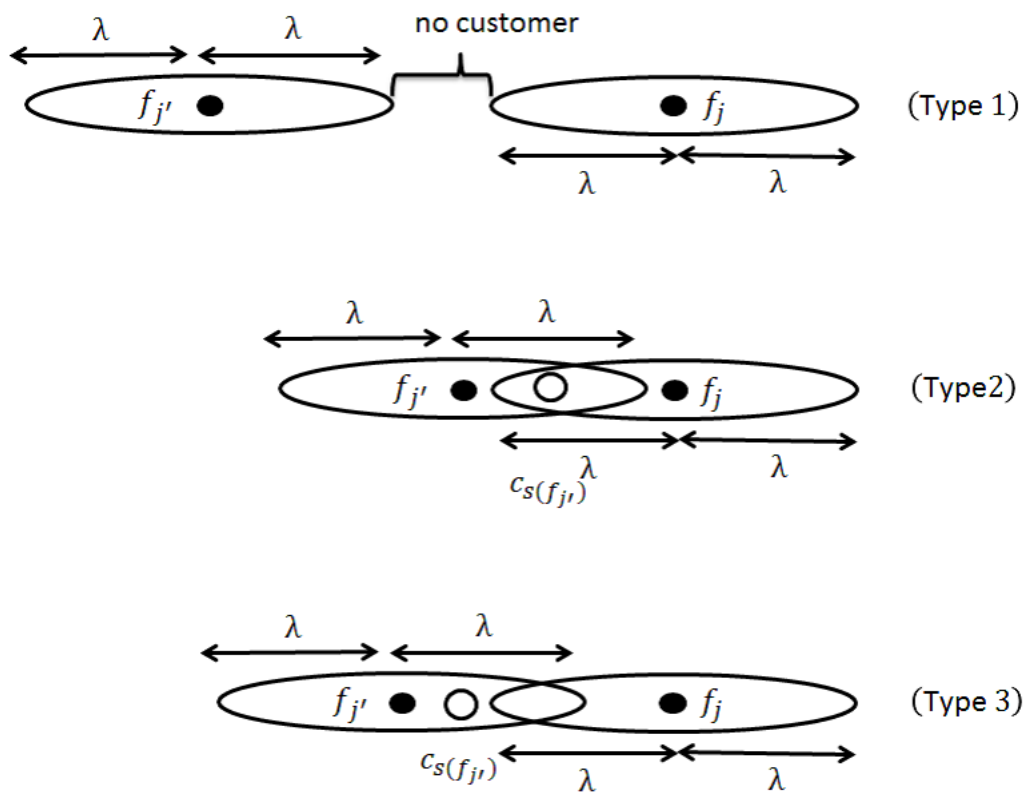 no customer
λ λ
f_{j'} f_j (Type 1)
λ λ
λ λ
f_{j'} f_j (Type2)
λ λ
c_{s(f_{j'})}
λ λ
f_{j'} f_j (Type 3)
c_{s(f_{j'})} λ λ